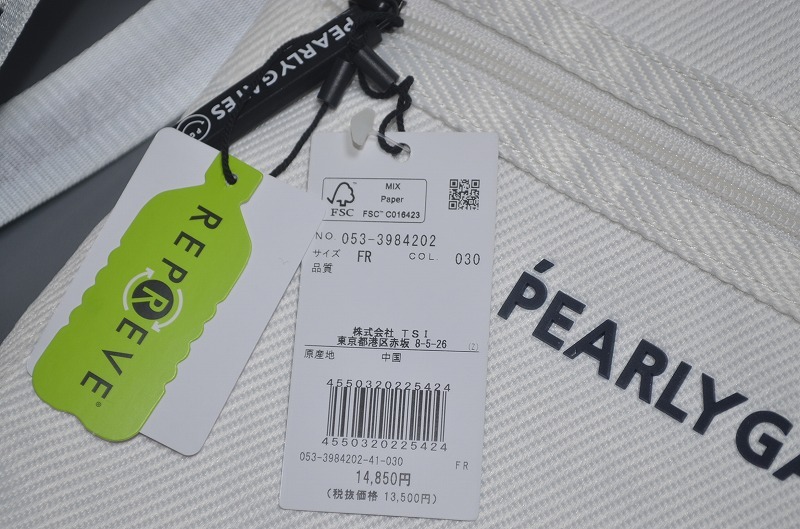 PEARLYGATES
REPREVE®
FSC
MIX
Paper
FSC™ C016423
NO. 053-3984202
サイズ FR COL. 030
品質
株式会社 TSI
東京都港区赤坂 8-5-26 (Z)
原産地 中国
4550320225424
4550320225424
053-3984202-41-030 FR
14,850円
(税抜価格 13,500円)
PEARLYGA